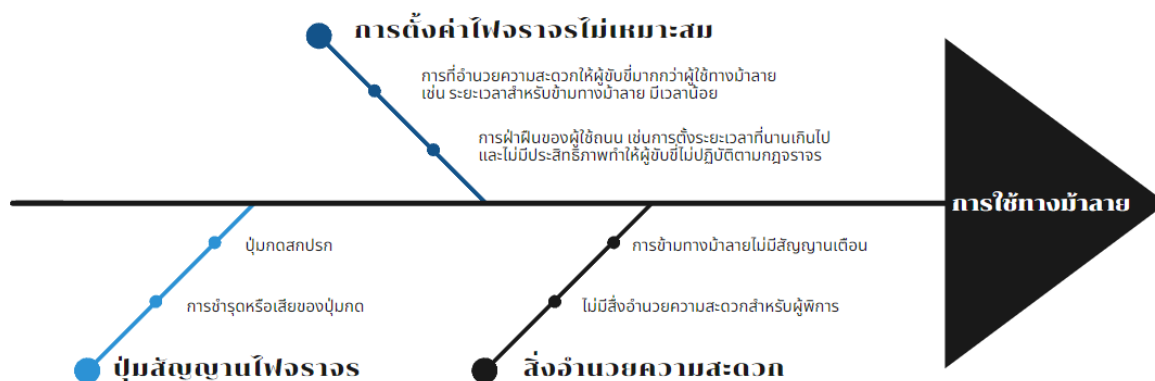 การตั้งค่าไฟจราจรไม่เหมาะสม
การที่อำนวยความสะดวกให้ผู้ขับขี่มากกว่าผู้ใช้ทางม้าลาย
เช่น ระยะเวลาสำหรับข้ามทางม้าลาย มีเวลาน้อย
การฝ่าฝืนของผู้ใช้ถนน เช่นการตั้งระยะเวลาที่นานเกินไป
และไม่มีประสิทธิภาพทำให้ผู้ขับขี่ไม่ปฏิบัติตามกฎจราจร
การใช้ทางม้าลาย
ปุ่มกดสกปรก
การชำรุดหรือเสียของปุ่มกด
ปุ่มสัญญานไฟจราจร
การข้ามทางม้าลายไม่มีสัญญานเตือน
ไม่มีสิ่งอำนวยความสะดวกสำหรับผู้พิการ
สิ่งอำนวยความสะดวก